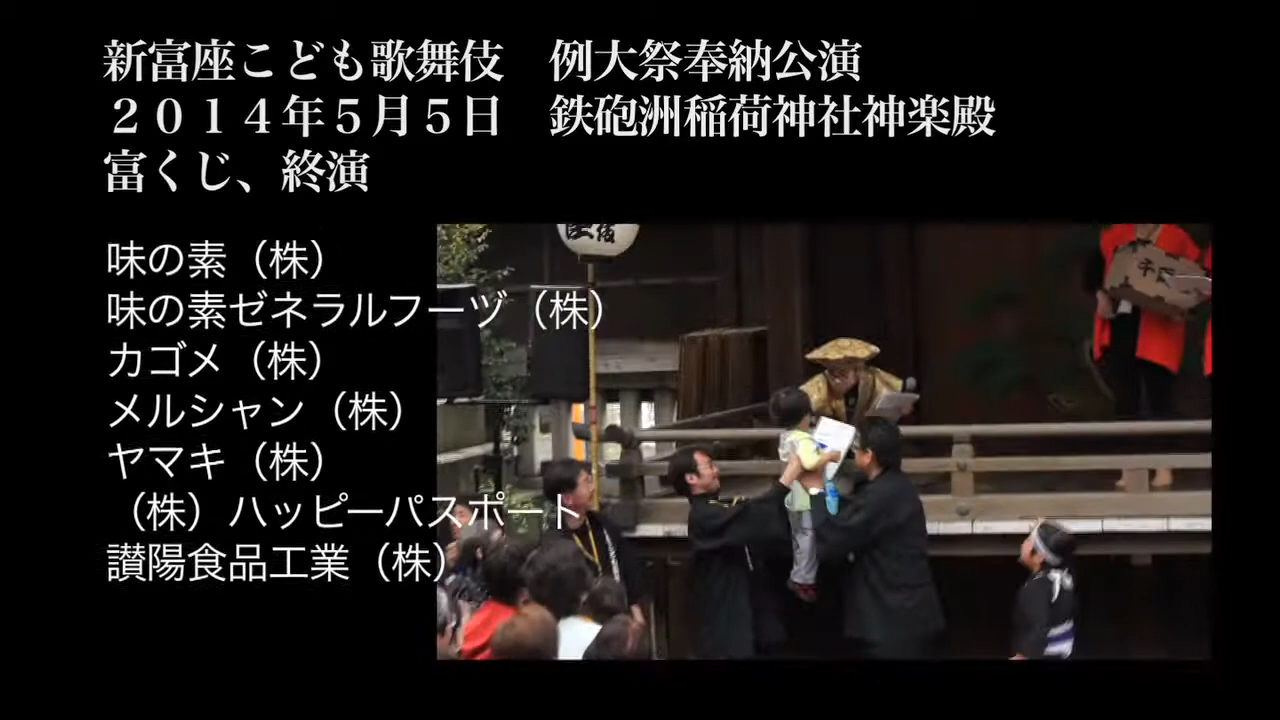 新富座こども歌舞伎　例大祭奉納公演
２０１４年５月５日　鉄砲洲稲荷神社神楽殿
富くじ、終演
味の素（株）
味の素ゼネラルフーヅ（株）
カゴメ（株）
メルシャン（株）
ヤマキ（株）
（株）ハッピーパスポート
讃陽食品工業（株）